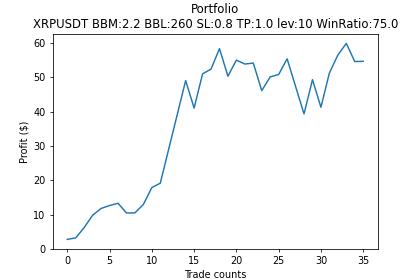 Portfolio
XRPUSDT BBM:2.2 BBL:260 SL:0.8 TP:1.0 lev:10 WinRatio:75.0
60
50
40
30
20
10
0
Profit ($)
0 5 10 15 20 25 30 35
Trade counts